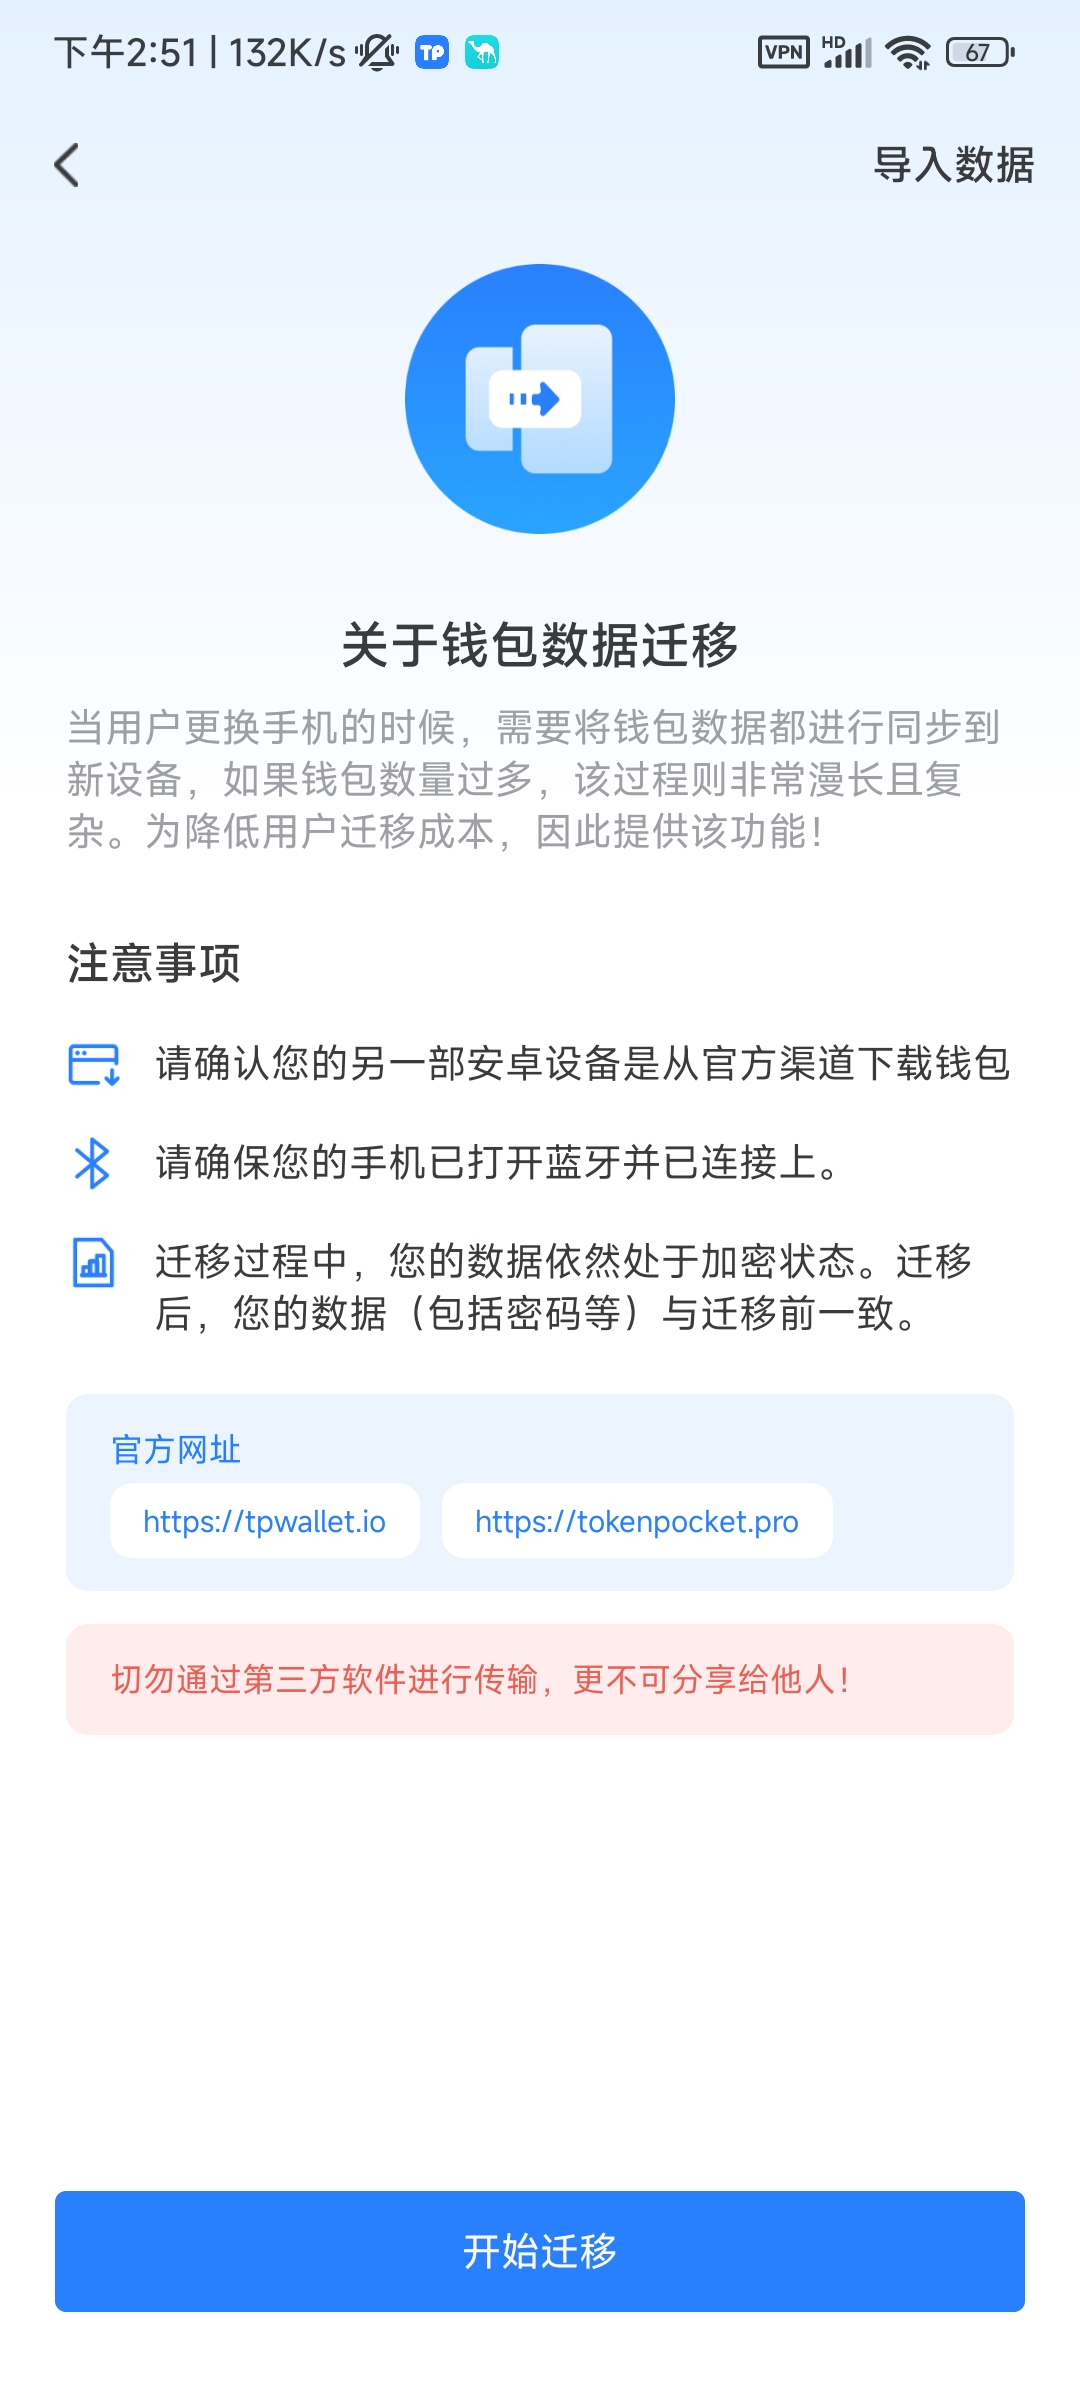 下午2:51 | 132K/s TP VPN HD 67
导入数据
关于钱包数据迁移
当用户更换手机的时候，需要将钱包数据都进行同步到
新设备，如果钱包数量过多，该过程则非常漫长且复
杂。为降低用户迁移成本，因此提供该功能！
注意事项
请确认您的另一部安卓设备是从官方渠道下载钱包
请确保您的手机已打开蓝牙并已连接上。
迁移过程中，您的数据依然处于加密状态。迁移
后，您的数据（包括密码等）与迁移前一致。
官方网址
https://tpwallet.io https://tokenpocket.pro
切勿通过第三方软件进行传输，更不可分享给他人！
开始迁移